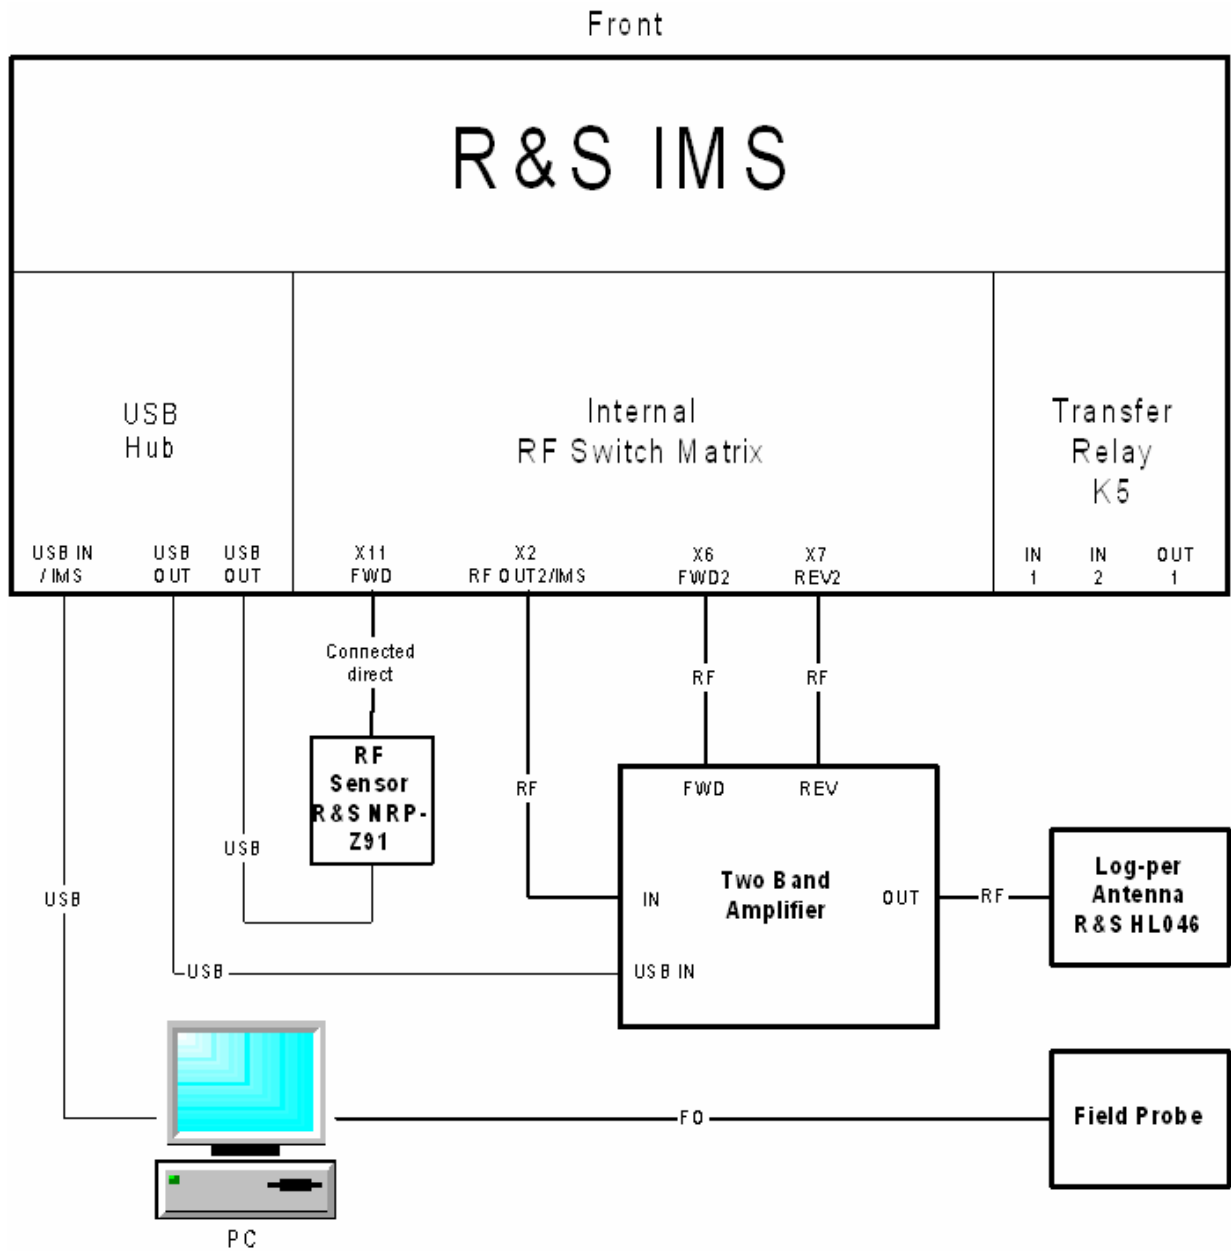 Front
R&S IMS
USB
Hub
Internal
RF Switch Matrix
Transfer
Relay
K5
USB IN
/ IMS
USB
OUT
USB
OUT
X11
FWD
X2
RF OUT2/IMS
X6
FWD2
X7
REV2
IN
1
IN
2
OUT
1
Connected
direct
RF
RF
RF
Sensor
R&S NRP-
Z91
RF
FWD
REV
USB
USB
IN
Two Band
Amplifier
OUT
RF
Log-per
Antenna
R&S HL046
USB
USB IN
FO
Field Probe
PC